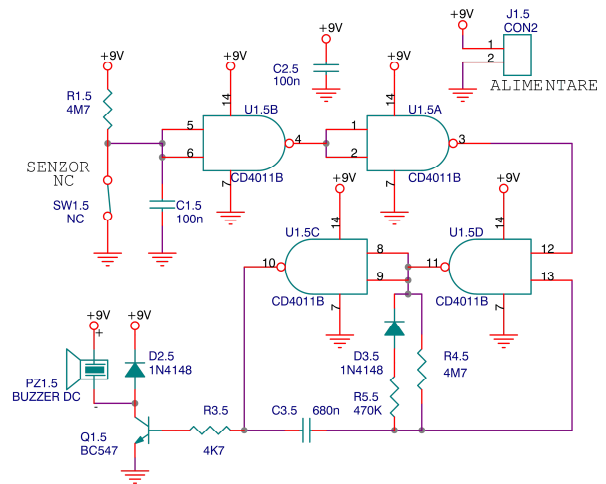 +9V
J1.5
CON2
1
2
ALIMENTARE
+9V
+9V
+9V
+9V
C2.5
100n
R1.5
4M7
14
U1.5B
5
6
4
7
CD4011B
14
U1.5A
1
2
3
7
CD4011B
SENZOR
NC
SW1.5
NC
C1.5
100n
+9V
+9V
14
U1.5C
10
8
9
7
CD4011B
14
U1.5D
11
12
13
7
CD4011B
+9V
+9V
+
PZ1.5
BUZZER DC
-
D2.5
1N4148
D3.5
1N4148
R4.5
4M7
R5.5
470K
Q1.5
BC547
R3.5
4K7
C3.5
680n